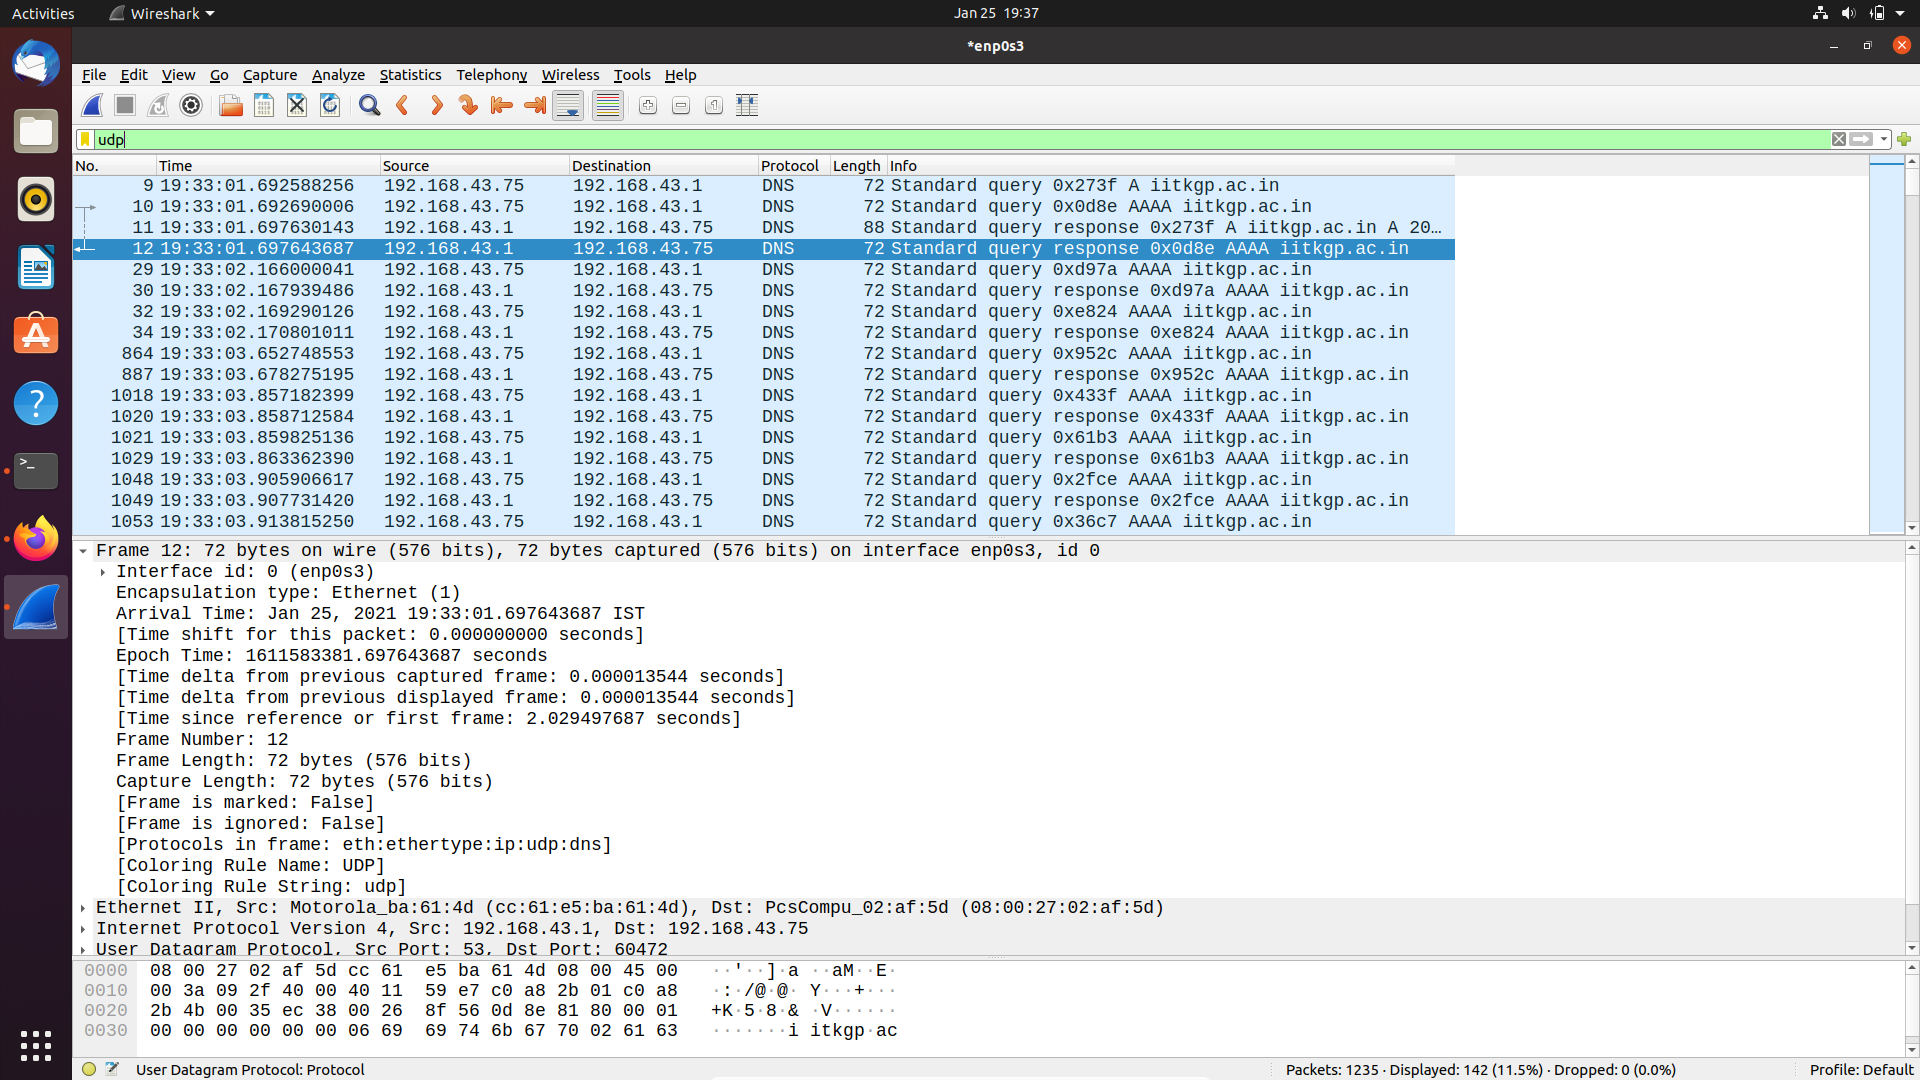 Activities Wireshark Jan 25 19:37
*enp0s3
File Edit View Go Capture Analyze Statistics Telephony Wireless Tools Help
udp
No. Time Source Destination Protocol Length Info
9 19:33:01.692588256 192.168.43.75 192.168.43.1 DNS 72 Standard query 0x273f A iitkgp.ac.in
10 19:33:01.692690006 192.168.43.75 192.168.43.1 DNS 72 Standard query 0x0d8e AAAA iitkgp.ac.in
11 19:33:01.697630143 192.168.43.1 192.168.43.75 DNS 88 Standard query response 0x273f A iitkgp.ac.in A 20…
12 19:33:01.697643687 192.168.43.1 192.168.43.75 DNS 72 Standard query response 0x0d8e AAAA iitkgp.ac.in
29 19:33:02.166000041 192.168.43.75 192.168.43.1 DNS 72 Standard query 0xd97a AAAA iitkgp.ac.in
30 19:33:02.167939486 192.168.43.1 192.168.43.75 DNS 72 Standard query response 0xd97a AAAA iitkgp.ac.in
32 19:33:02.169290126 192.168.43.75 192.168.43.1 DNS 72 Standard query 0xe824 AAAA iitkgp.ac.in
34 19:33:02.170801011 192.168.43.1 192.168.43.75 DNS 72 Standard query response 0xe824 AAAA iitkgp.ac.in
864 19:33:03.652748553 192.168.43.75 192.168.43.1 DNS 72 Standard query 0x952c AAAA iitkgp.ac.in
887 19:33:03.678275195 192.168.43.1 192.168.43.75 DNS 72 Standard query response 0x952c AAAA iitkgp.ac.in
1018 19:33:03.857182399 192.168.43.75 192.168.43.1 DNS 72 Standard query 0x433f AAAA iitkgp.ac.in
1020 19:33:03.858712584 192.168.43.1 192.168.43.75 DNS 72 Standard query response 0x433f AAAA iitkgp.ac.in
1021 19:33:03.859825136 192.168.43.75 192.168.43.1 DNS 72 Standard query 0x61b3 AAAA iitkgp.ac.in
1029 19:33:03.863362390 192.168.43.1 192.168.43.75 DNS 72 Standard query response 0x61b3 AAAA iitkgp.ac.in
1048 19:33:03.905906617 192.168.43.75 192.168.43.1 DNS 72 Standard query 0x2fce AAAA iitkgp.ac.in
1049 19:33:03.907731420 192.168.43.1 192.168.43.75 DNS 72 Standard query response 0x2fce AAAA iitkgp.ac.in
1053 19:33:03.913815250 192.168.43.75 192.168.43.1 DNS 72 Standard query 0x36c7 AAAA iitkgp.ac.in
Frame 12: 72 bytes on wire (576 bits), 72 bytes captured (576 bits) on interface enp0s3, id 0
Interface id: 0 (enp0s3)
Encapsulation type: Ethernet (1)
Arrival Time: Jan 25, 2021 19:33:01.697643687 IST
[Time shift for this packet: 0.000000000 seconds]
Epoch Time: 1611583381.697643687 seconds
[Time delta from previous captured frame: 0.000013544 seconds]
[Time delta from previous displayed frame: 0.000013544 seconds]
[Time since reference or first frame: 2.029497687 seconds]
Frame Number: 12
Frame Length: 72 bytes (576 bits)
Capture Length: 72 bytes (576 bits)
[Frame is marked: False]
[Frame is ignored: False]
[Protocols in frame: eth:ethertype:ip:udp:dns]
[Coloring Rule Name: UDP]
[Coloring Rule String: udp]
Ethernet II, Src: Motorola_ba:61:4d (cc:61:e5:ba:61:4d), Dst: PcsCompu_02:af:5d (08:00:27:02:af:5d)
Internet Protocol Version 4, Src: 192.168.43.1, Dst: 192.168.43.75
User Datagram Protocol, Src Port: 53, Dst Port: 60472
0000 08 00 27 02 af 5d cc 61 e5 ba 61 4d 08 00 45 00 ··'··]·a ··aM··E·
0010 00 3a 09 2f 40 00 40 11 59 e7 c0 a8 2b 01 c0 a8 ·:·/@·@· Y···+···
0020 2b 4b 00 35 ec 38 00 26 8f 56 0d 8e 81 80 00 01 +K·5·8·& ·V······
0030 00 00 00 00 00 00 06 69 69 74 6b 67 70 02 61 63 ·······i itkgp·ac
User Datagram Protocol: Protocol Packets: 1235 · Displayed: 142 (11.5%) · Dropped: 0 (0.0%) Profile: Default